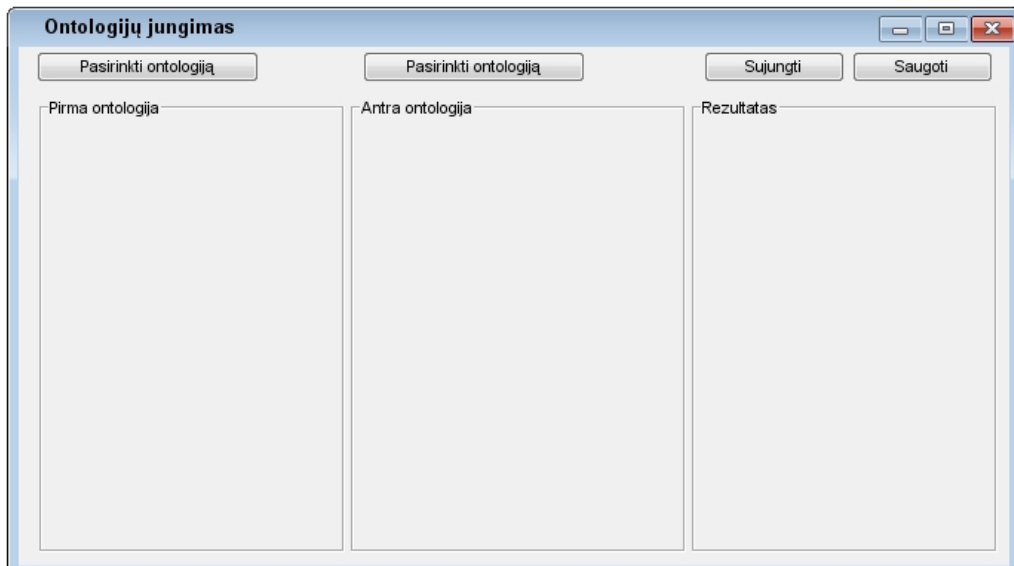 Ontologijų jungimas
Pasirinkti ontologiją Pasirinkti ontologiją Sujungti Saugoti
Pirma ontologija Antra ontologija Rezultatas